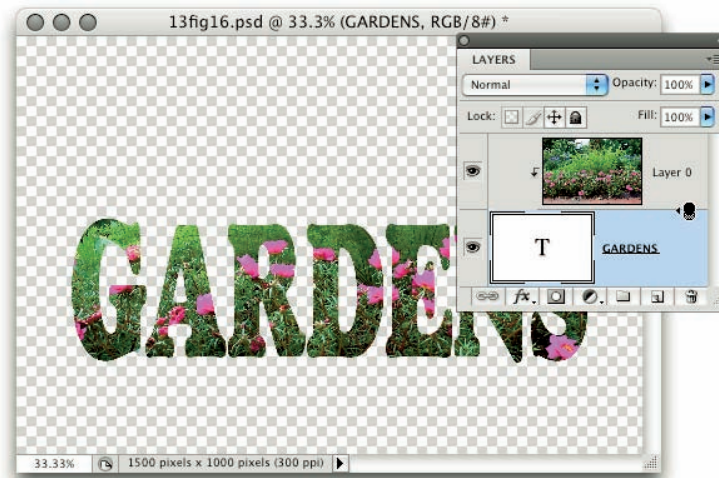 13fig16.psd @ 33.3% (GARDENS, RGB/8#) *
LAYERS
Normal
Opacity: 100%
Lock:
Fill: 100%
Layer 0
T
GARDENS
fx.
GARDENS
33.33%
1500 pixels x 1000 pixels (300 ppi)